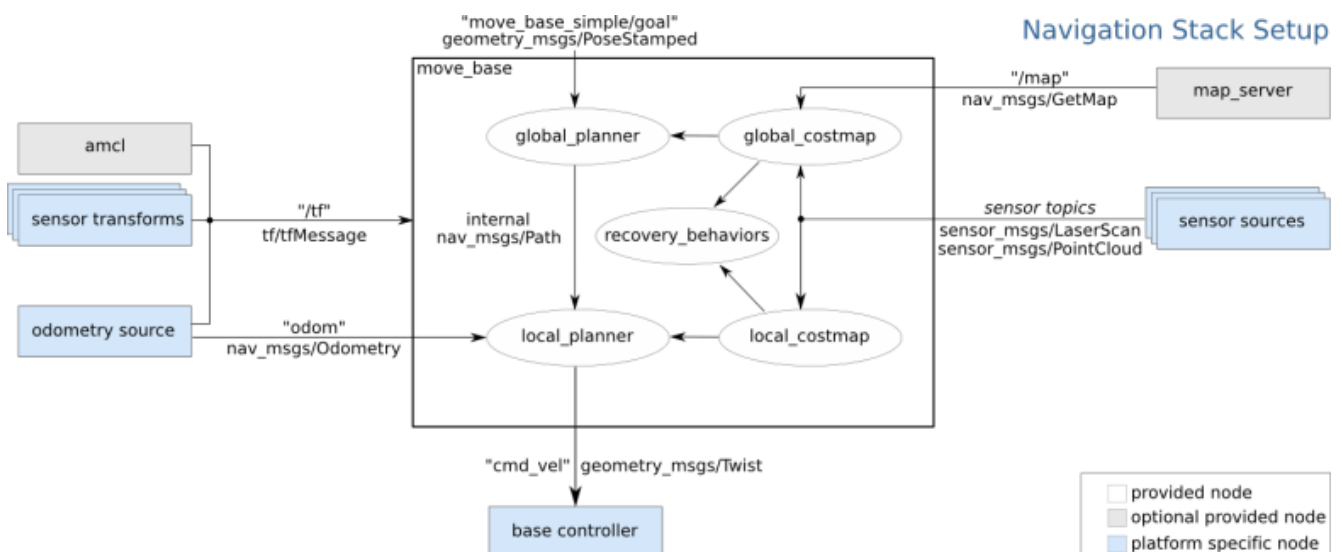 Navigation Stack Setup
"move_base_simple/goal"
geometry_msgs/PoseStamped
move_base
"/map"
nav_msgs/GetMap
map_server
amcl
global_planner
global_costmap
sensor transforms
"/tf"
tf/tfMessage
internal
nav_msgs/Path
recovery_behaviors
sensor topics
sensor_msgs/LaserScan
sensor_msgs/PointCloud
sensor sources
odometry source
"odom"
nav_msgs/Odometry
local_planner
local_costmap
"cmd_vel" geometry_msgs/Twist
base controller
provided node
optional provided node
platform specific node